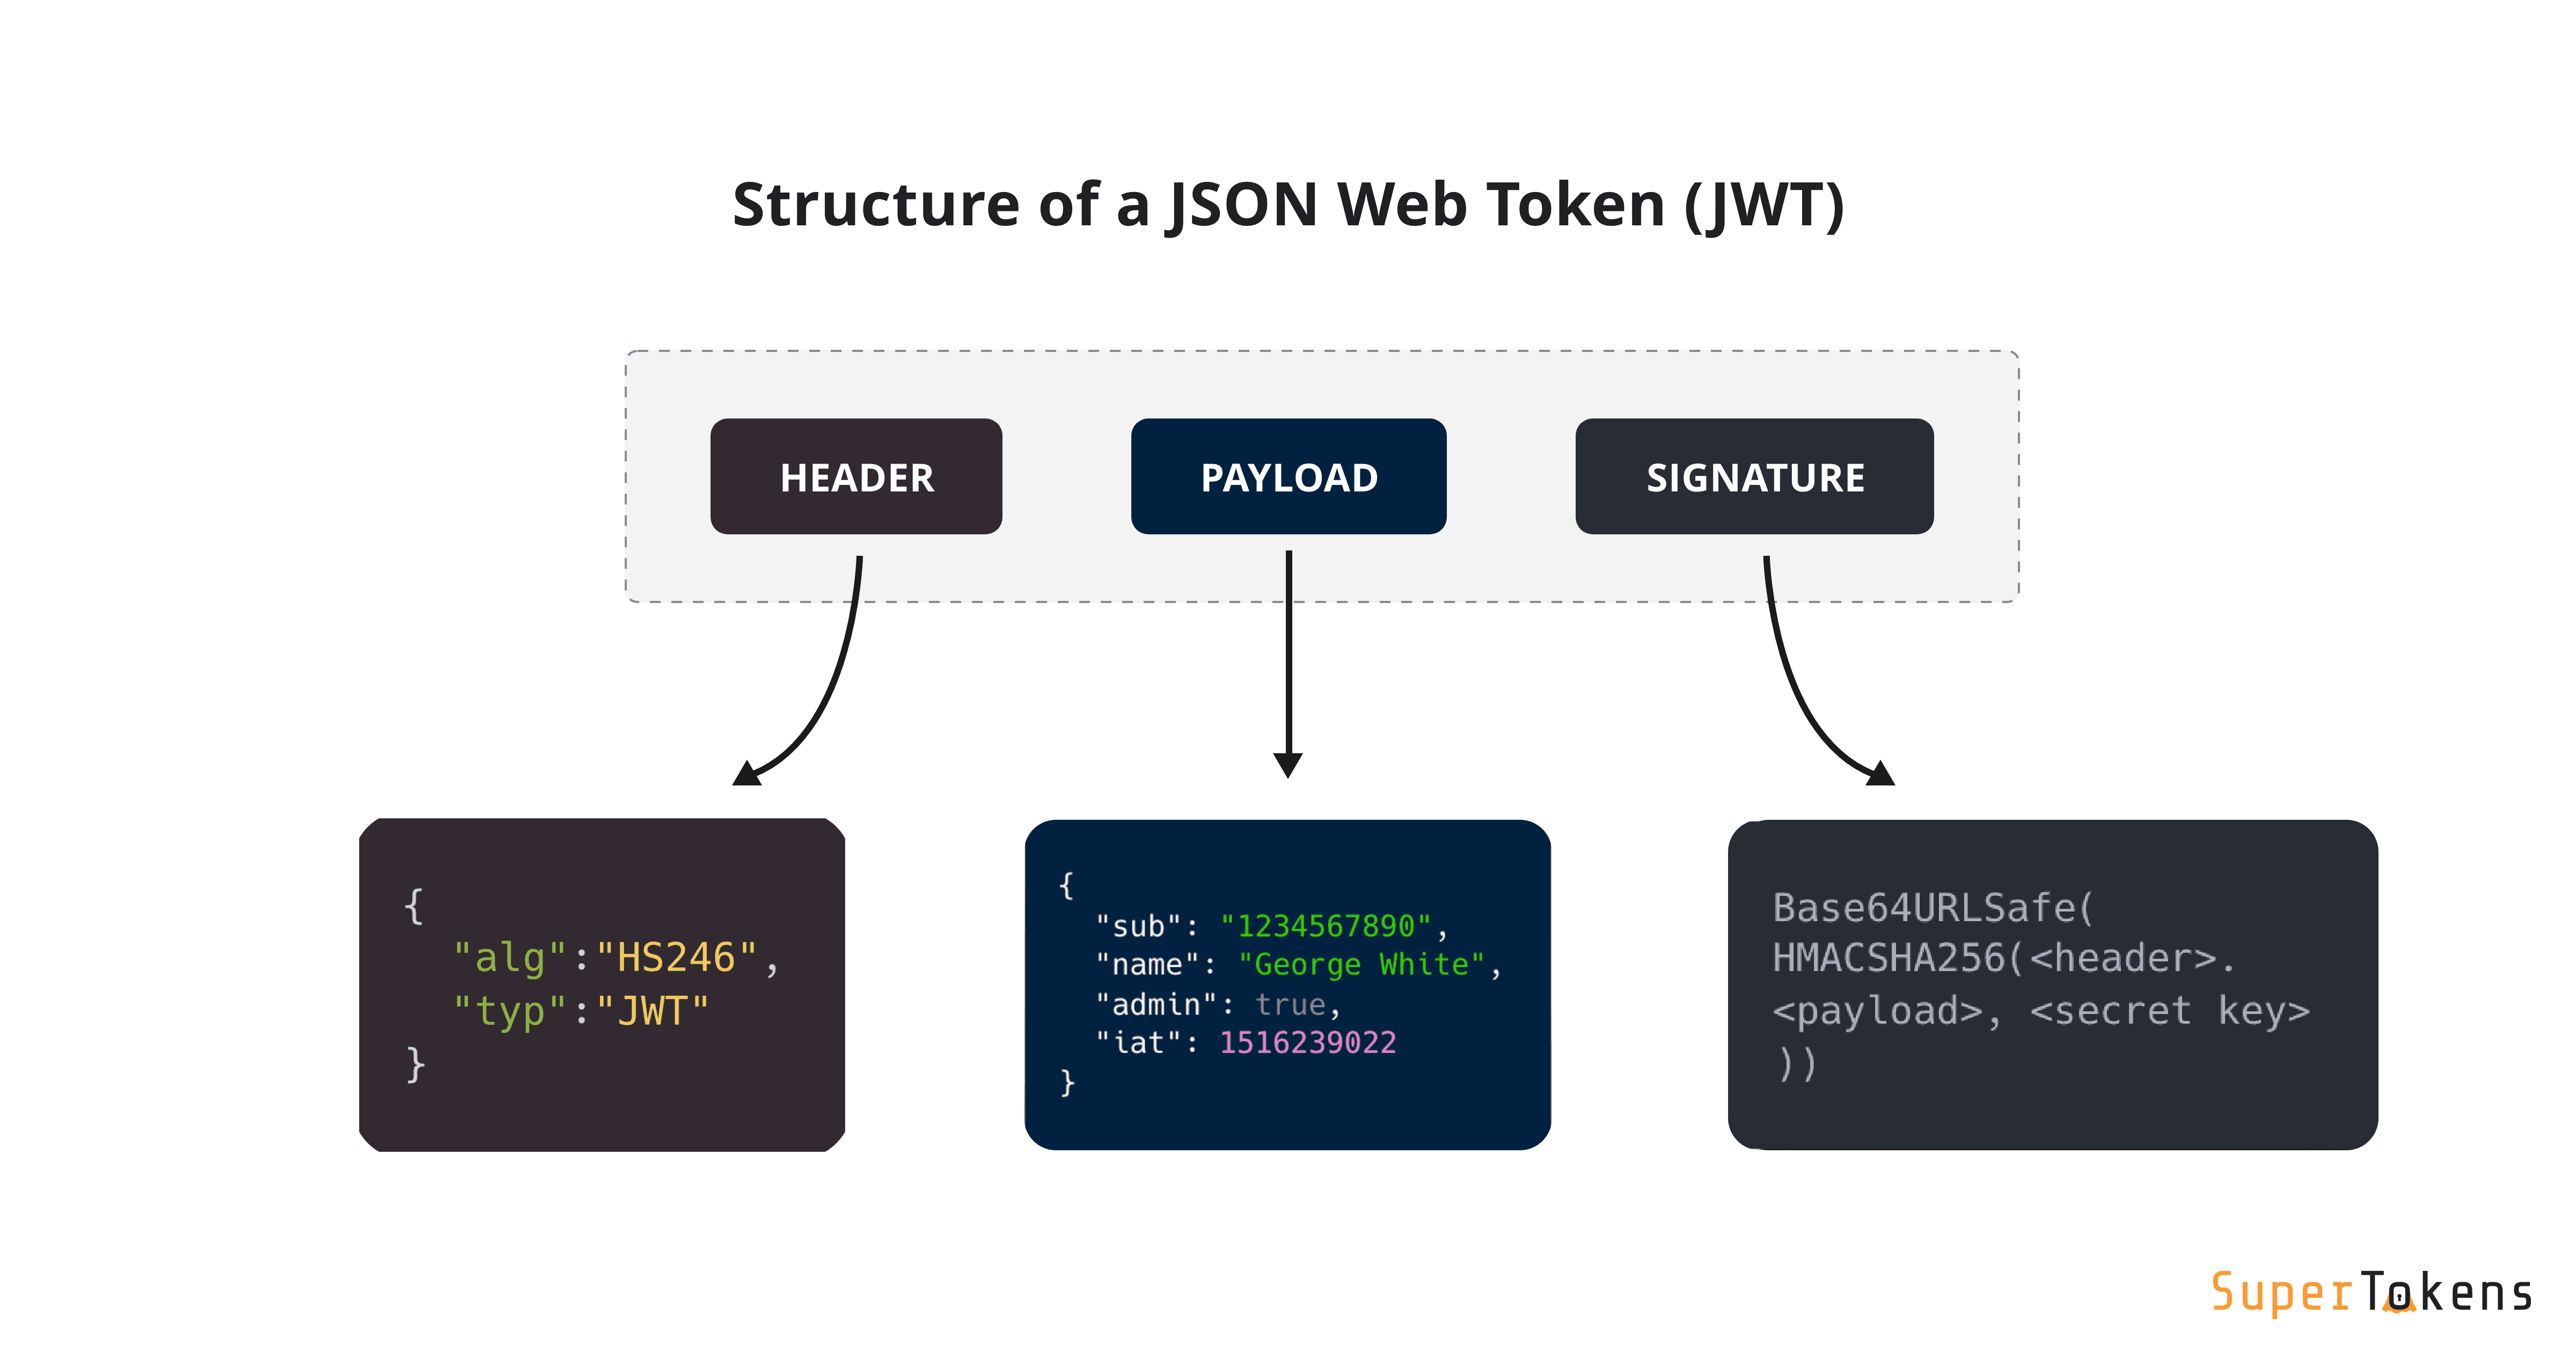 Structure of a JSON Web Token (JWT)
HEADER
PAYLOAD
SIGNATURE
{
"alg":"HS246",
"typ":"JWT"
}
{
"sub": "1234567890",
"name": "George White",
"admin": true,
"iat": 1516239022
}
Base64URLSafe(
HMACSHA256(<header>.
<payload>, <secret key>
))
SuperTokens